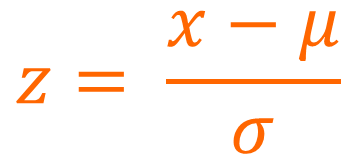 z = (x − μ) / σ